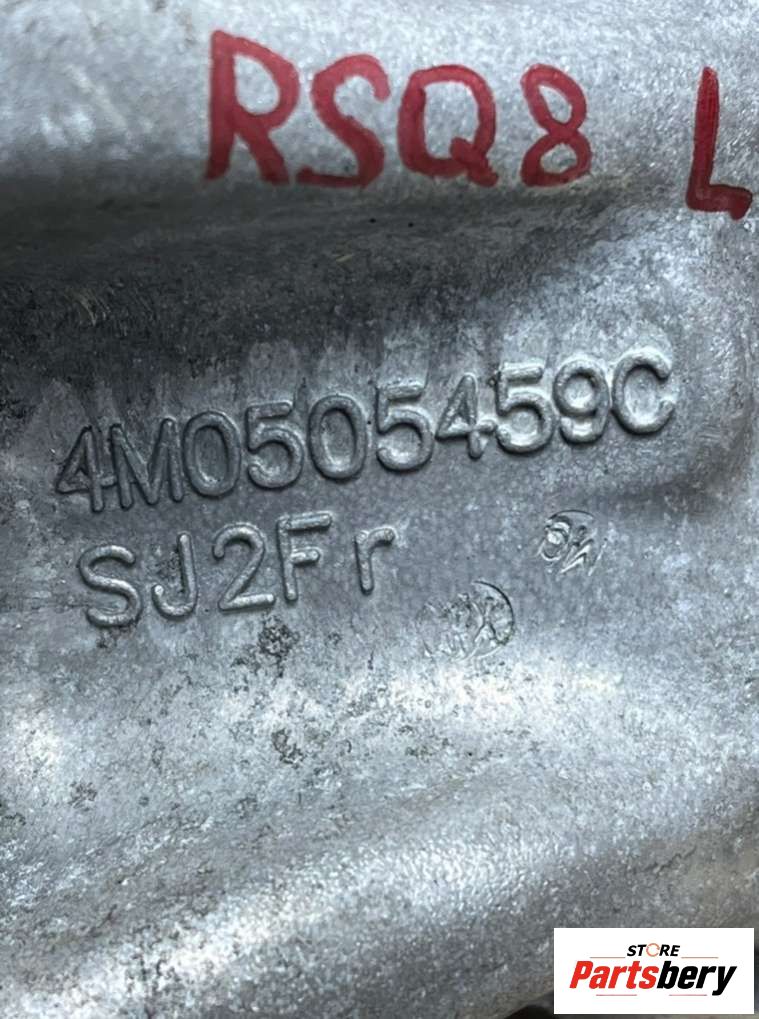 RSQ8 L
4M0505459C
SJ2Fr
STORE
Partsbery